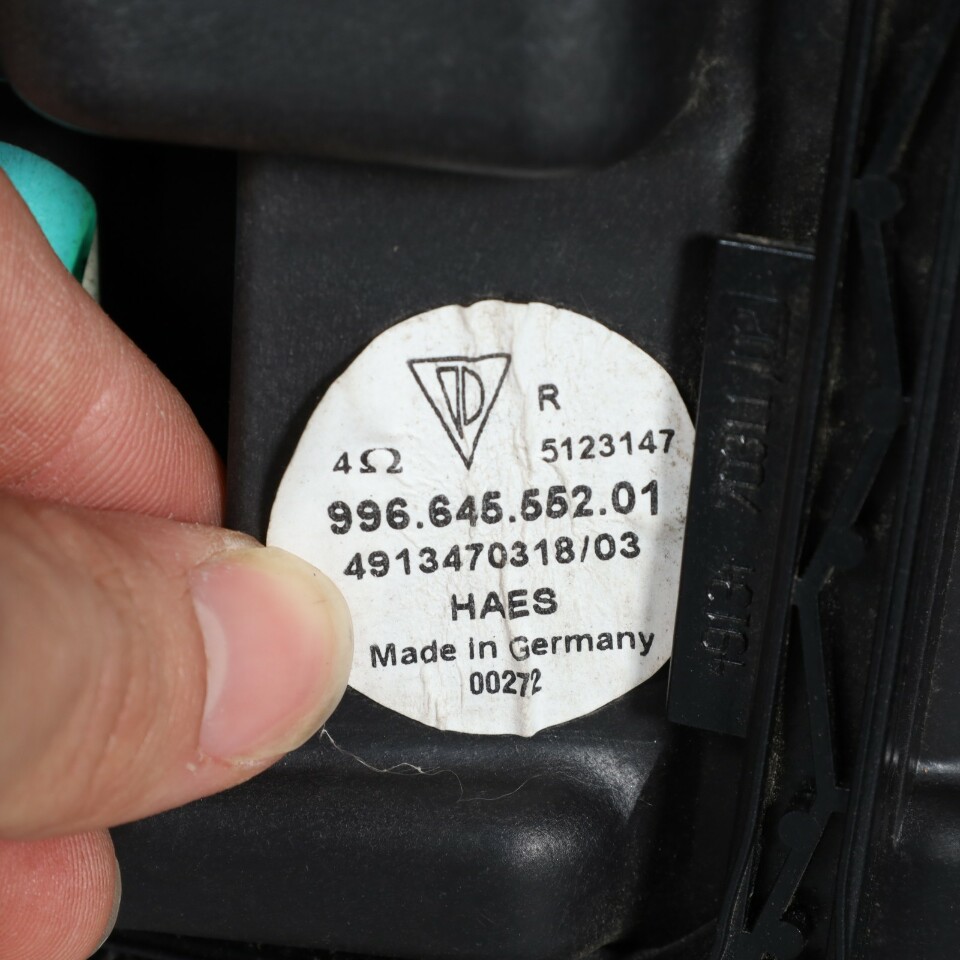 R
4Ω 5123147
996.645.552.01
4913470318/03
HAES
Made in Germany
00272